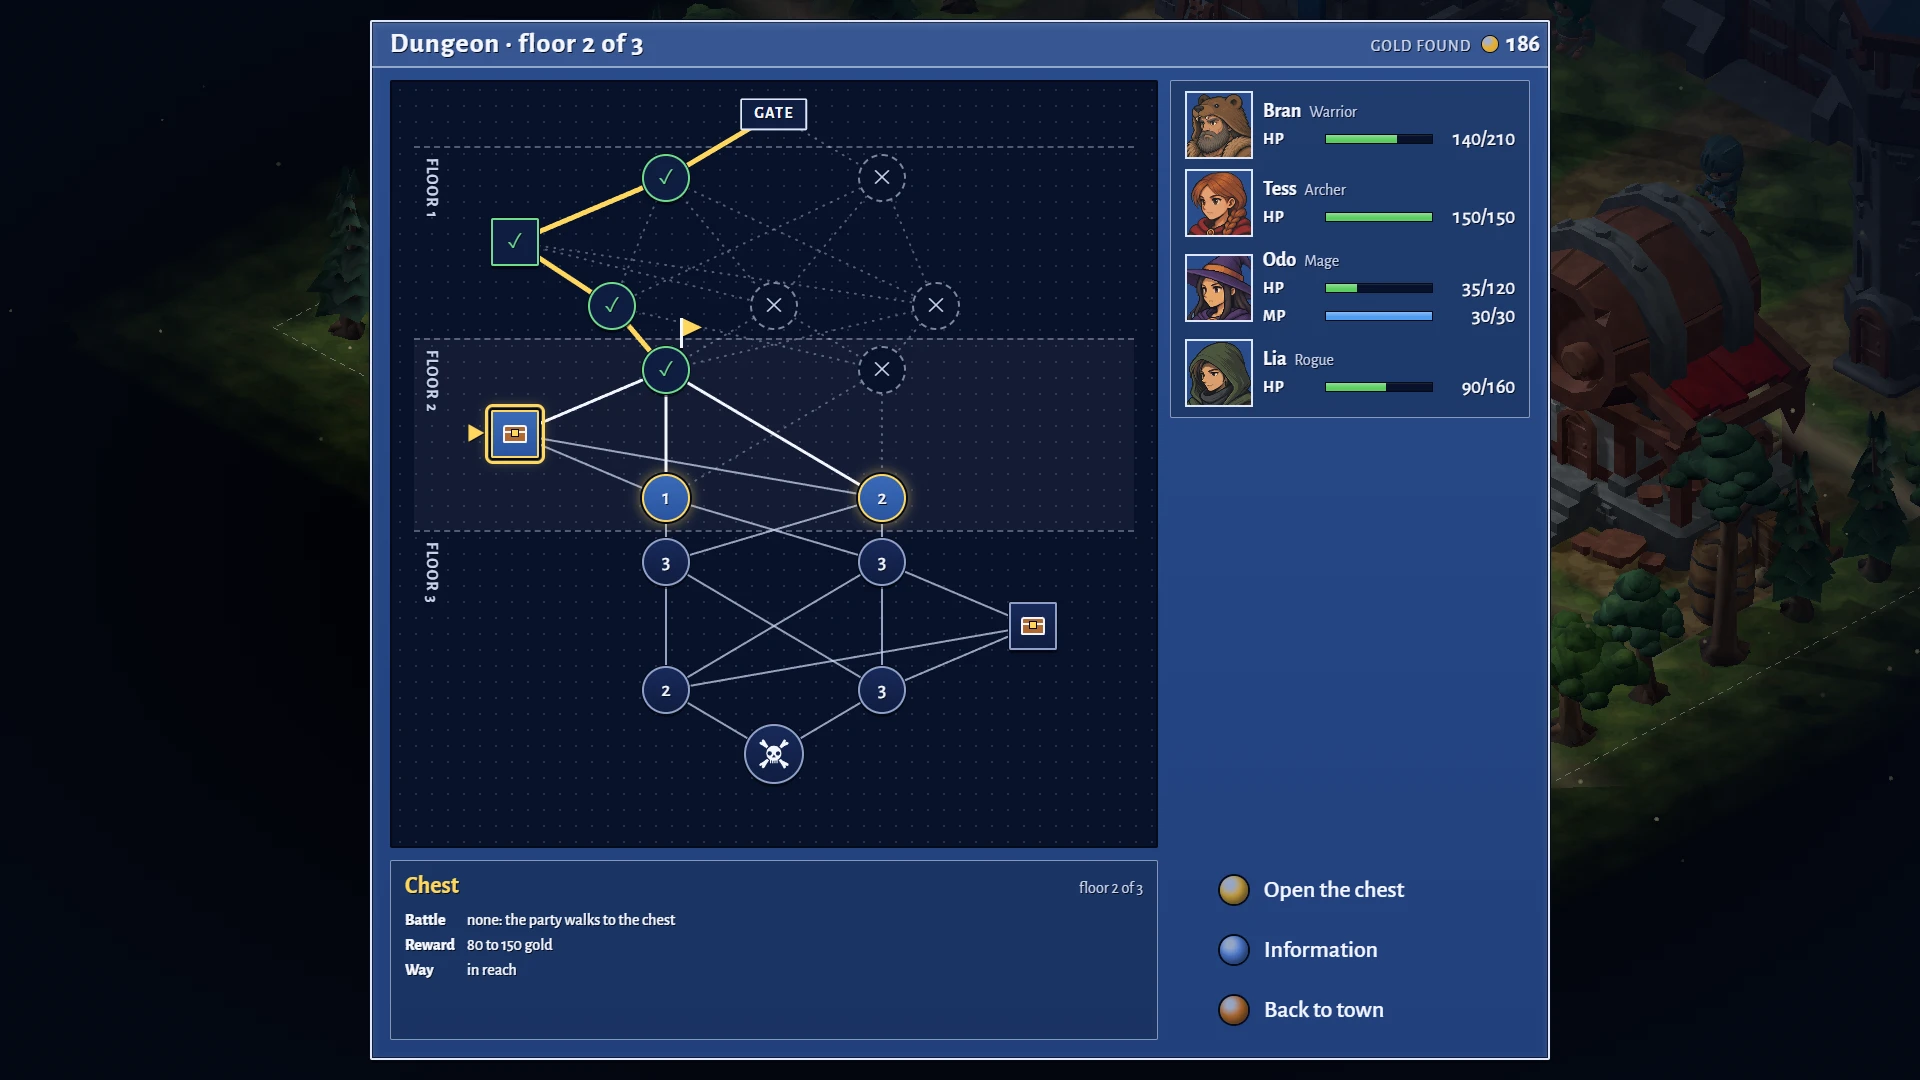 Dungeon · floor 2 of 3
GOLD FOUND 186
GATE
FLOOR 1
FLOOR 2
1
2
FLOOR 3
3
3
2
3
Bran Warrior
HP 140/210
Tess Archer
HP 150/150
Odo Mage
HP 35/120
MP 30/30
Lia Rogue
HP 90/160
Chest
floor 2 of 3
Battle none: the party walks to the chest
Reward 80 to 150 gold
Way in reach
Open the chest
Information
Back to town